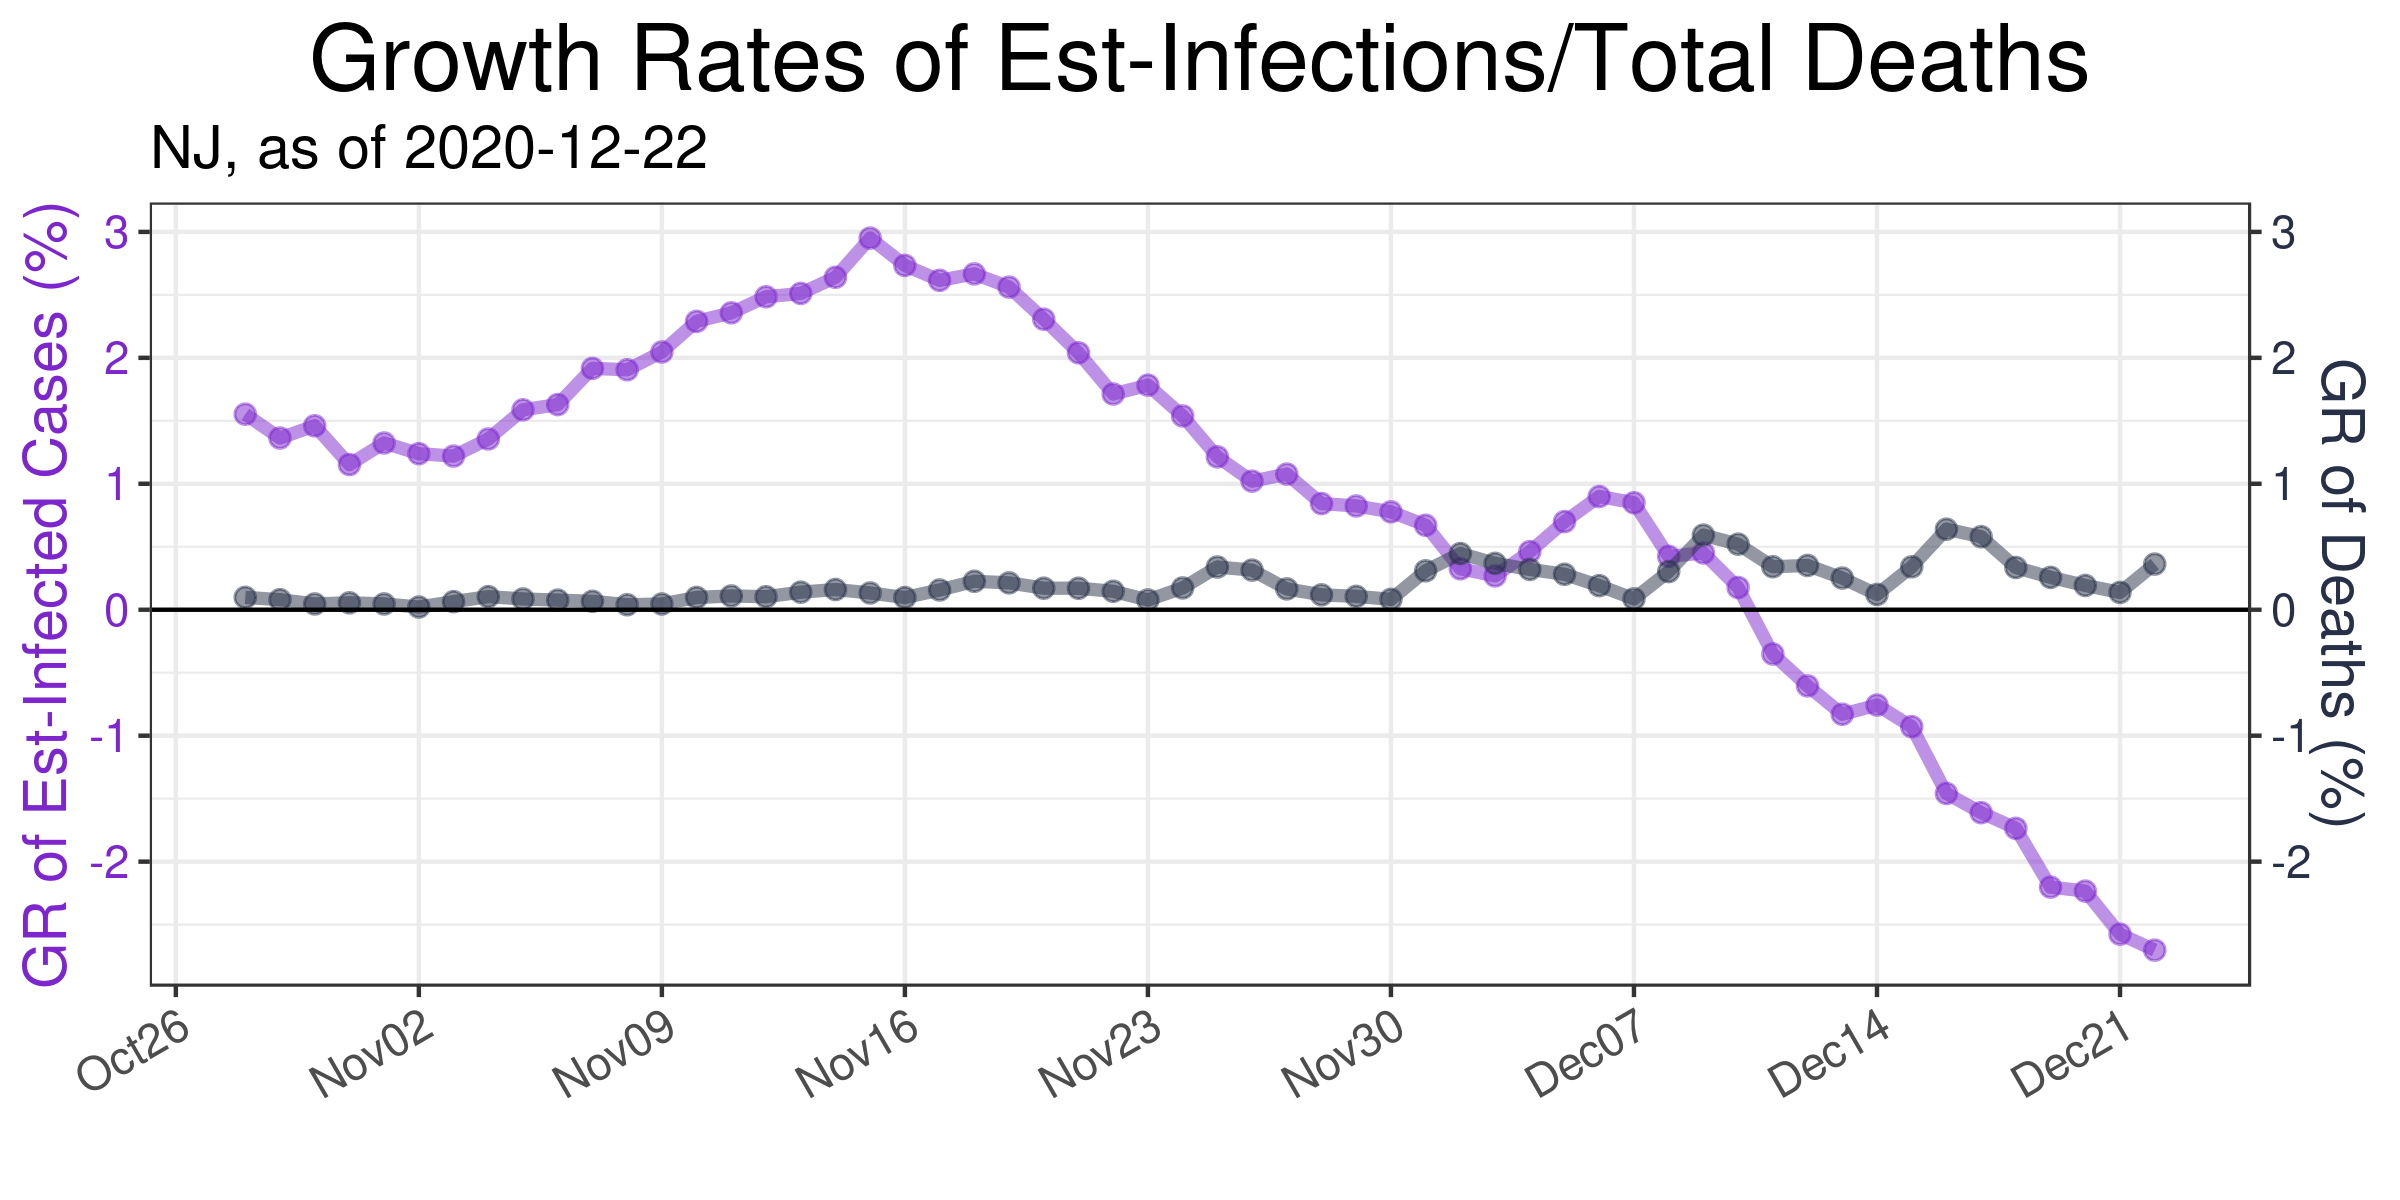 Growth Rates of Est-Infections/Total Deaths
NJ, as of 2020-12-22
GR of Est-Infected Cases (%)
3
2
1
0
-1
-2
3
2
1
0
-1
-2
GR of Deaths (%)
Oct26
Nov02
Nov09
Nov16
Nov23
Nov30
Dec07
Dec14
Dec21